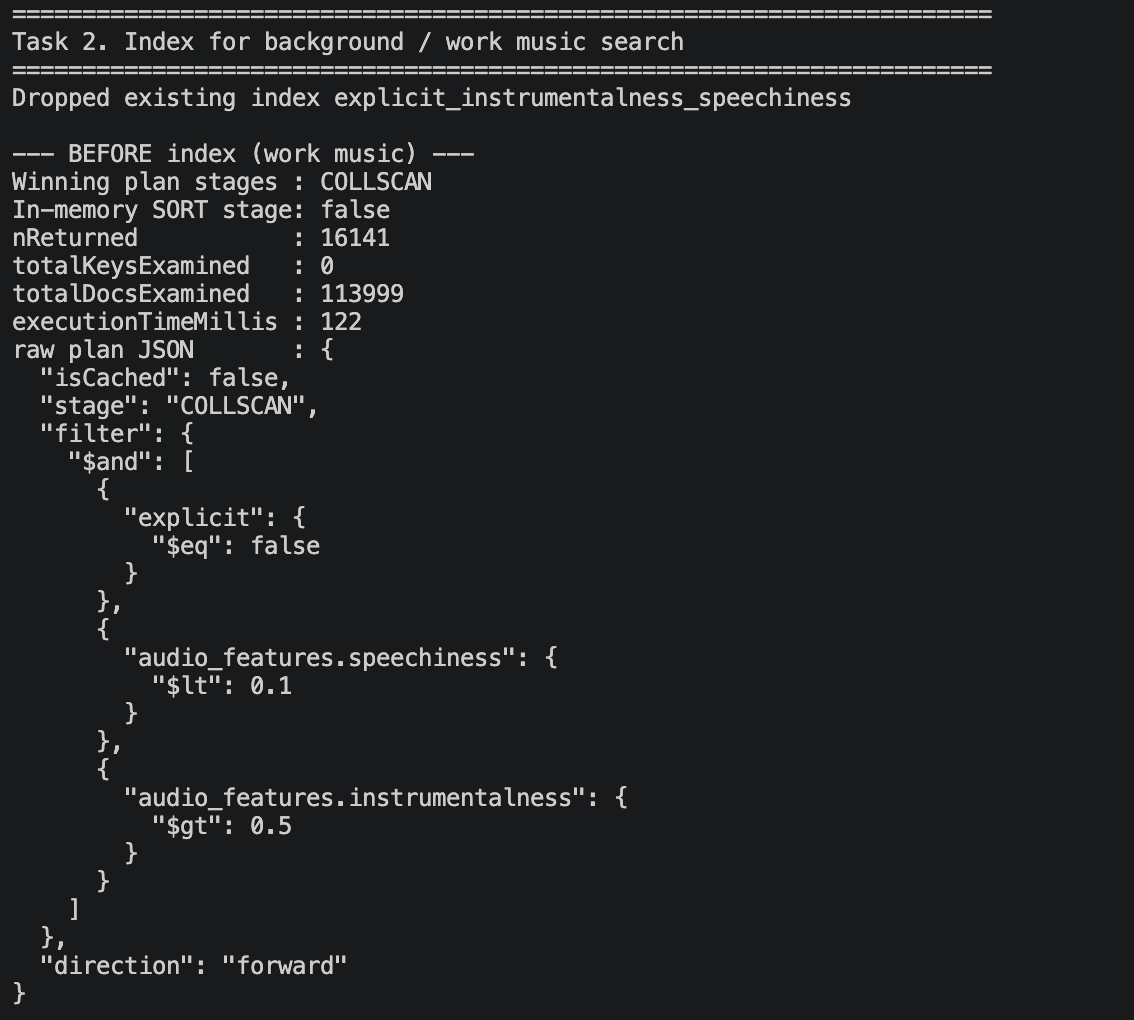 ======================================================================
Task 2. Index for background / work music search
======================================================================
Dropped existing index explicit_instrumentalness_speechiness

--- BEFORE index (work music) ---
Winning plan stages : COLLSCAN
In-memory SORT stage: false
nReturned           : 16141
totalKeysExamined   : 0
totalDocsExamined   : 113999
executionTimeMillis : 122
raw plan JSON       : {
  "isCached": false,
  "stage": "COLLSCAN",
  "filter": {
    "$and": [
      {
        "explicit": {
          "$eq": false
        }
      },
      {
        "audio_features.speechiness": {
          "$lt": 0.1
        }
      },
      {
        "audio_features.instrumentalness": {
          "$gt": 0.5
        }
      }
    ]
  },
  "direction": "forward"
}